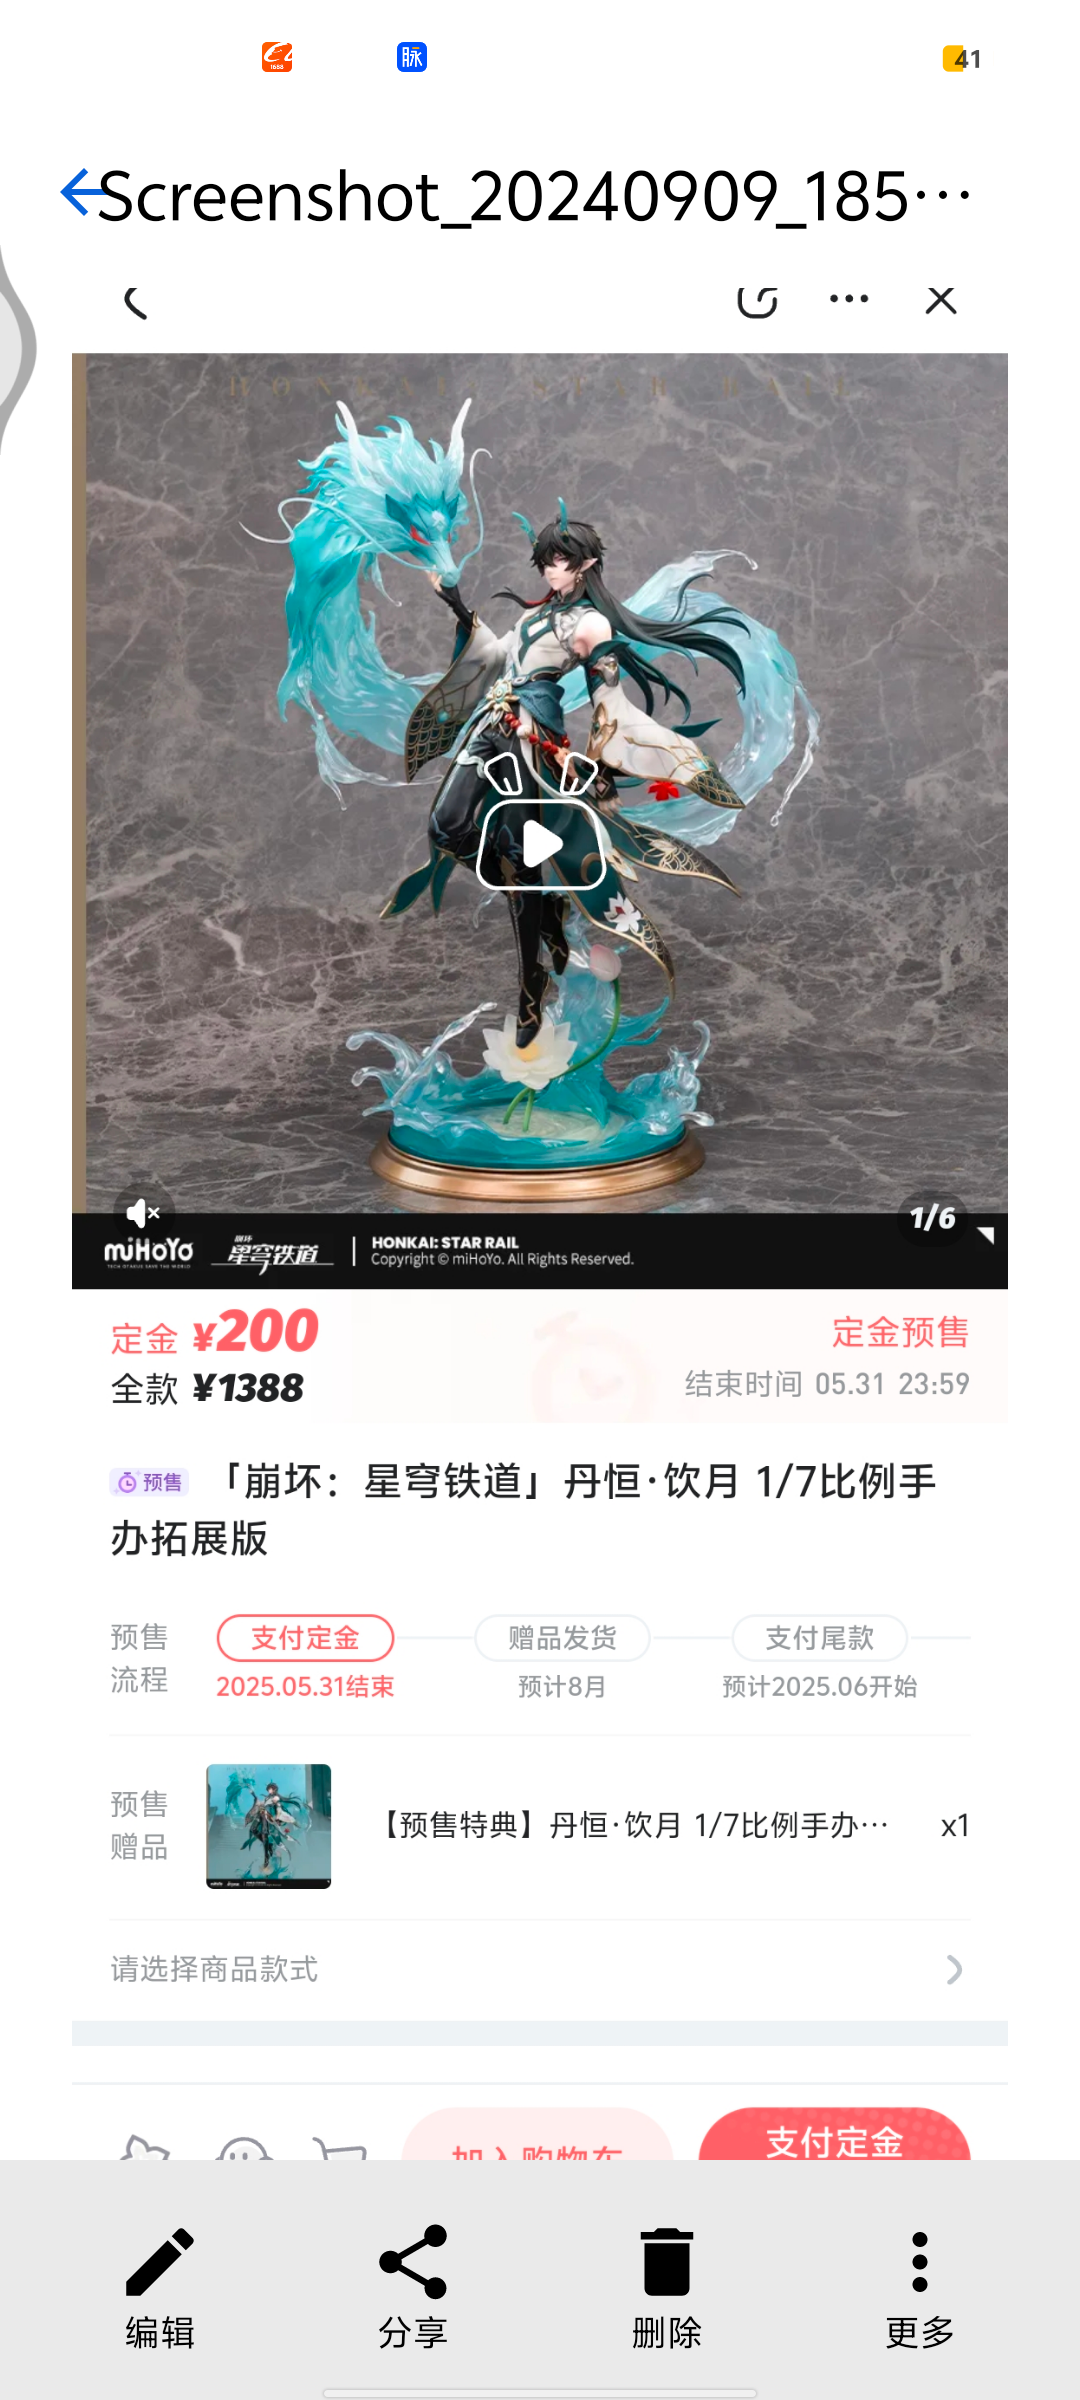 1688
脉
41
Screenshot_20240909_185···
HONKAI: STAR RAIL
1/6
miHoYo
TECH OTAKUS SAVE THE WORLD
崩坏
星穹铁道
HONKAI: STAR RAIL
Copyright © miHoYo. All Rights Reserved.
定金 ¥200
定金预售
全款 ¥1388
结束时间 05.31 23:59
预售 「崩坏：星穹铁道」丹恒·饮月 1/7比例手
办拓展版
预售
流程
支付定金
赠品发货
支付尾款
2025.05.31结束
预计8月
预计2025.06开始
预售
赠品
【预售特典】丹恒·饮月 1/7比例手办···
x1
请选择商品款式
加入购物车
支付定金
编辑
分享
删除
更多